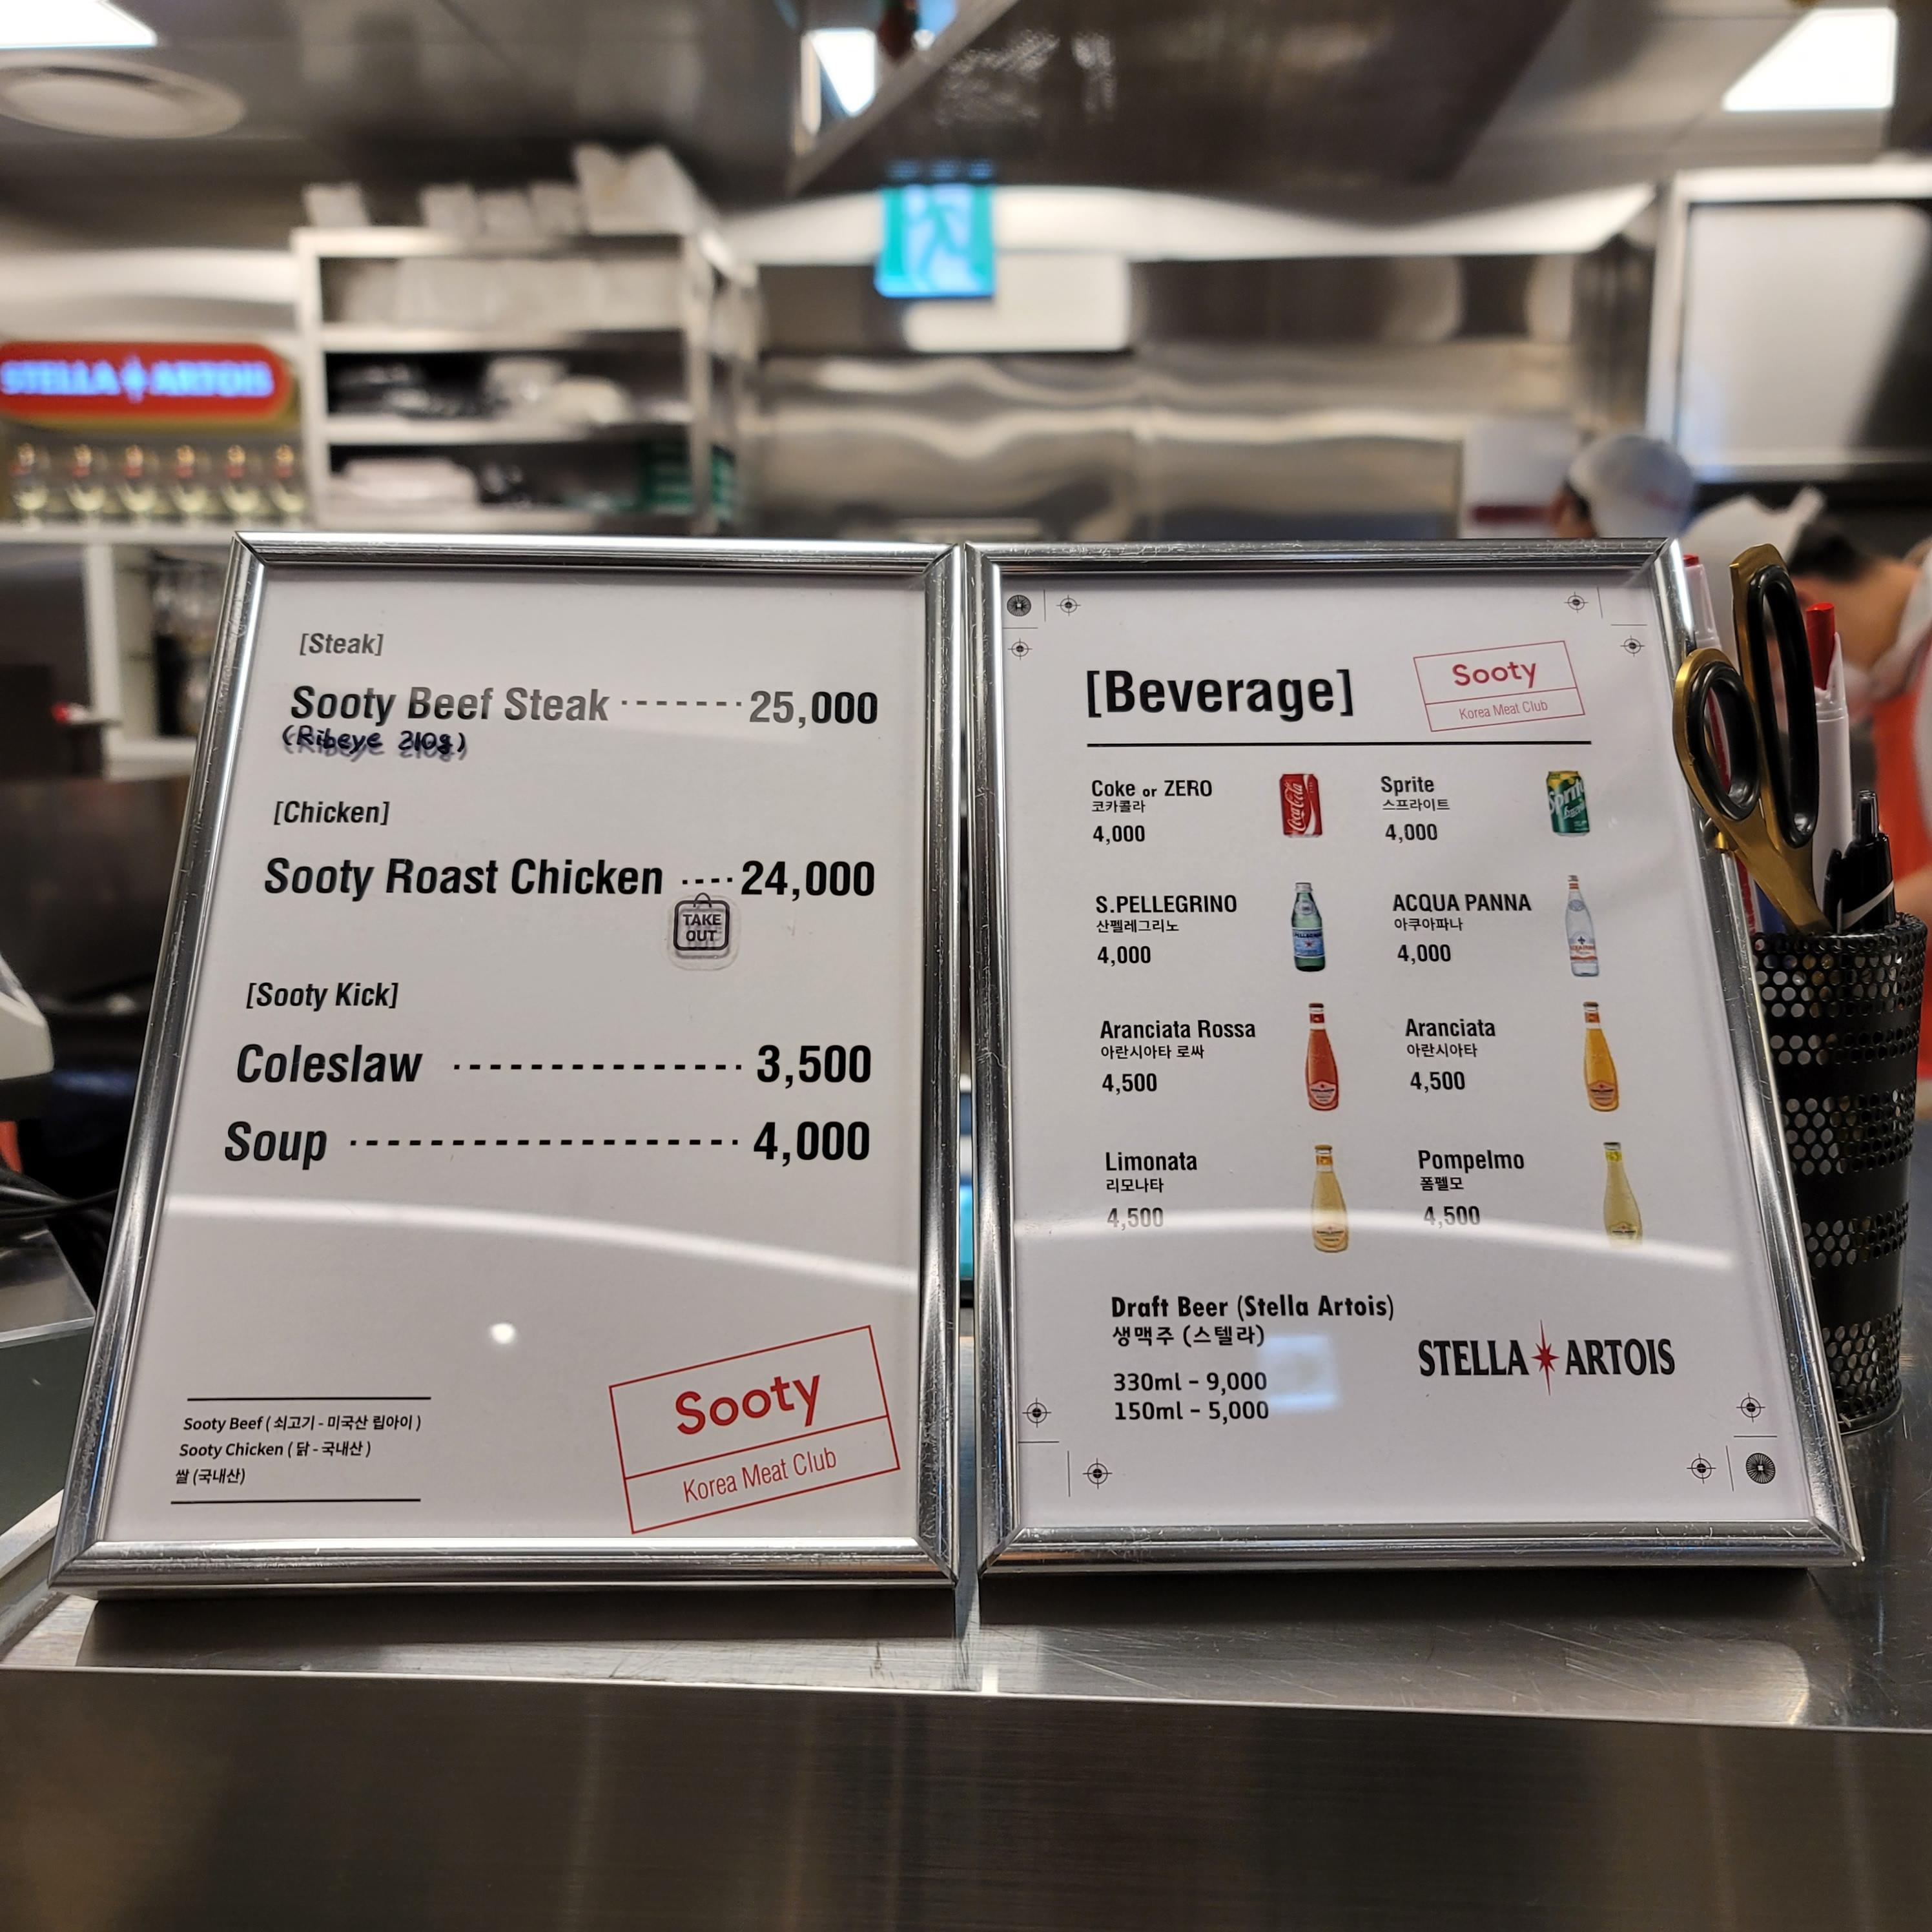 STELLA ARTOIS
[Steak]
Sooty Beef Steak ------- 25,000
(Ribeye 210g)
[Chicken]
Sooty Roast Chicken ---- 24,000
TAKE
OUT
[Sooty Kick]
Coleslaw --------------- 3,500
Soup ------------------- 4,000
Sooty Beef ( 쇠고기 - 미국산 립아이 )
Sooty Chicken ( 닭 - 국내산 )
쌀 (국내산)
Sooty
Korea Meat Club
[Beverage]
Sooty
Korea Meat Club
Coke or ZERO
코카콜라
4,000
Coca-Cola
Sprite
스프라이트
4,000
Sprite
S.PELLEGRINO
산펠레그리노
4,000
ACQUA PANNA
아쿠아파나
4,000
Aranciata Rossa
아란시아타 로싸
4,500
Aranciata
아란시아타
4,500
Limonata
리모나타
4,500
Pompelmo
폼펠모
4,500
Draft Beer (Stella Artois)
생맥주 (스텔라)
330ml - 9,000
150ml - 5,000
STELLA ARTOIS